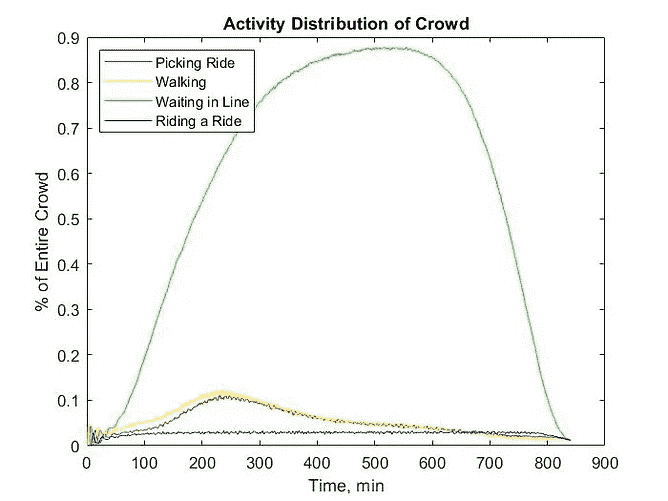 Activity Distribution of Crowd
0.9
0.8
0.7
0.6
0.5
0.4
0.3
0.2
0.1
0
% of Entire Crowd
Picking Ride
Walking
Waiting in Line
Riding a Ride
0 100 200 300 400 500 600 700 800 900
Time, min